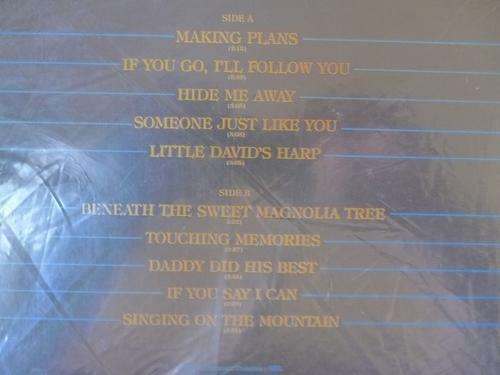 SIDE A
MAKING PLANS
IF YOU GO, I'LL FOLLOW YOU
HIDE ME AWAY
SOMEONE JUST LIKE YOU
LITTLE DAVID'S HARP
SIDE B
BENEATH THE SWEET MAGNOLIA TREE
TOUCHING MEMORIES
DADDY DID HIS BEST
IF YOU SAY I CAN
SINGING ON THE MOUNTAIN